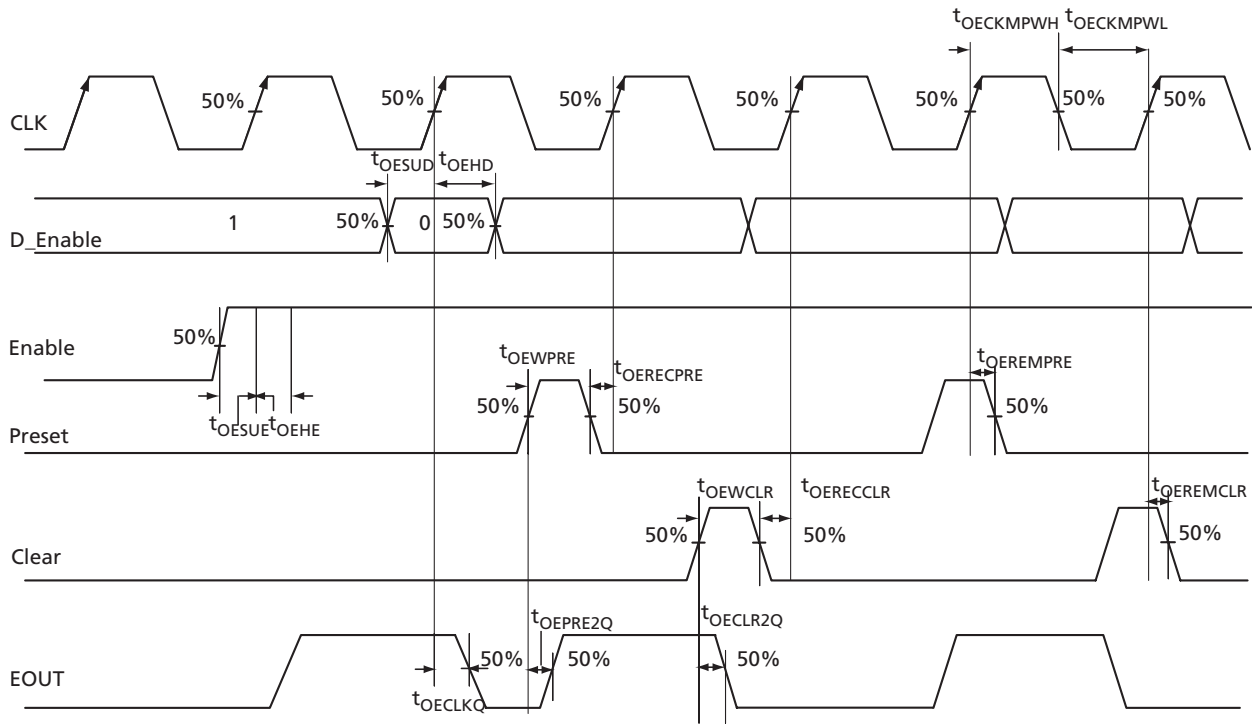 tOECKMPWH tOECKMPWL
CLK 50% 50% 50% 50% 50% 50% 50%
tOESUD tOEHD
D_Enable 1 50% 0 50%
Enable 50%
tOESUE tOEHE
tOEWPRE tOERECPRE tOEREMPRE
Preset 50% 50% 50%
tOEWCLR tOERECCLR tOEREMCLR
Clear 50% 50% 50%
tOEPRE2Q tOECLR2Q
EOUT 50% 50% 50%
tOECLKQ